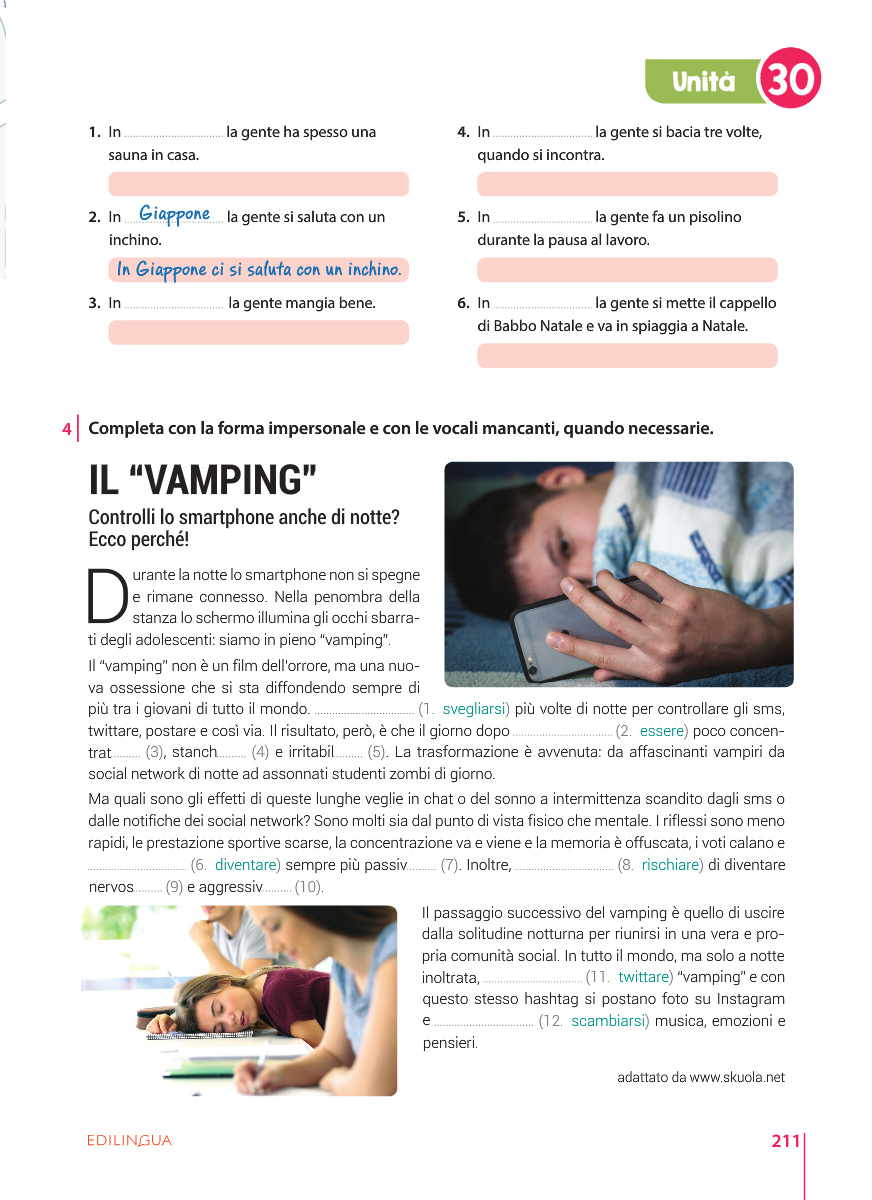 Unità 30
1. In .................................. la gente ha spesso una
sauna in casa.
2. In Giappone la gente si saluta con un
inchino.
In Giappone ci si saluta con un inchino.
3. In .................................. la gente mangia bene.
4. In .................................. la gente si bacia tre volte,
quando si incontra.
5. In .................................. la gente fa un pisolino
durante la pausa al lavoro.
6. In .................................. la gente si mette il cappello
di Babbo Natale e va in spiaggia a Natale.
4 Completa con la forma impersonale e con le vocali mancanti, quando necessarie.
IL “VAMPING”
Controlli lo smartphone anche di notte?
Ecco perché!
Durante la notte lo smartphone non si spegne
e rimane connesso. Nella penombra della
stanza lo schermo illumina gli occhi sbarra-
ti degli adolescenti: siamo in pieno “vamping”.
Il “vamping” non è un film dell'orrore, ma una nuo-
va ossessione che si sta diffondendo sempre di
più tra i giovani di tutto il mondo. .................................. (1. svegliarsi) più volte di notte per controllare gli sms,
twittare, postare e così via. Il risultato, però, è che il giorno dopo .................................. (2. essere) poco concen-
trat.......... (3), stanch.......... (4) e irritabil.......... (5). La trasformazione è avvenuta: da affascinanti vampiri da
social network di notte ad assonnati studenti zombi di giorno.
Ma quali sono gli effetti di queste lunghe veglie in chat o del sonno a intermittenza scandito dagli sms o
dalle notifiche dei social network? Sono molti sia dal punto di vista fisico che mentale. I riflessi sono meno
rapidi, le prestazione sportive scarse, la concentrazione va e viene e la memoria è offuscata, i voti calano e
.................................. (6. diventare) sempre più passiv.......... (7). Inoltre, .................................. (8. rischiare) di diventare
nervos.......... (9) e aggressiv.......... (10).
Il passaggio successivo del vamping è quello di uscire
dalla solitudine notturna per riunirsi in una vera e pro-
pria comunità social. In tutto il mondo, ma solo a notte
inoltrata, .................................. (11. twittare) “vamping” e con
questo stesso hashtag si postano foto su Instagram
e .................................. (12. scambiarsi) musica, emozioni e
pensieri.
adattato da www.skuola.net
EDILINGUA
211